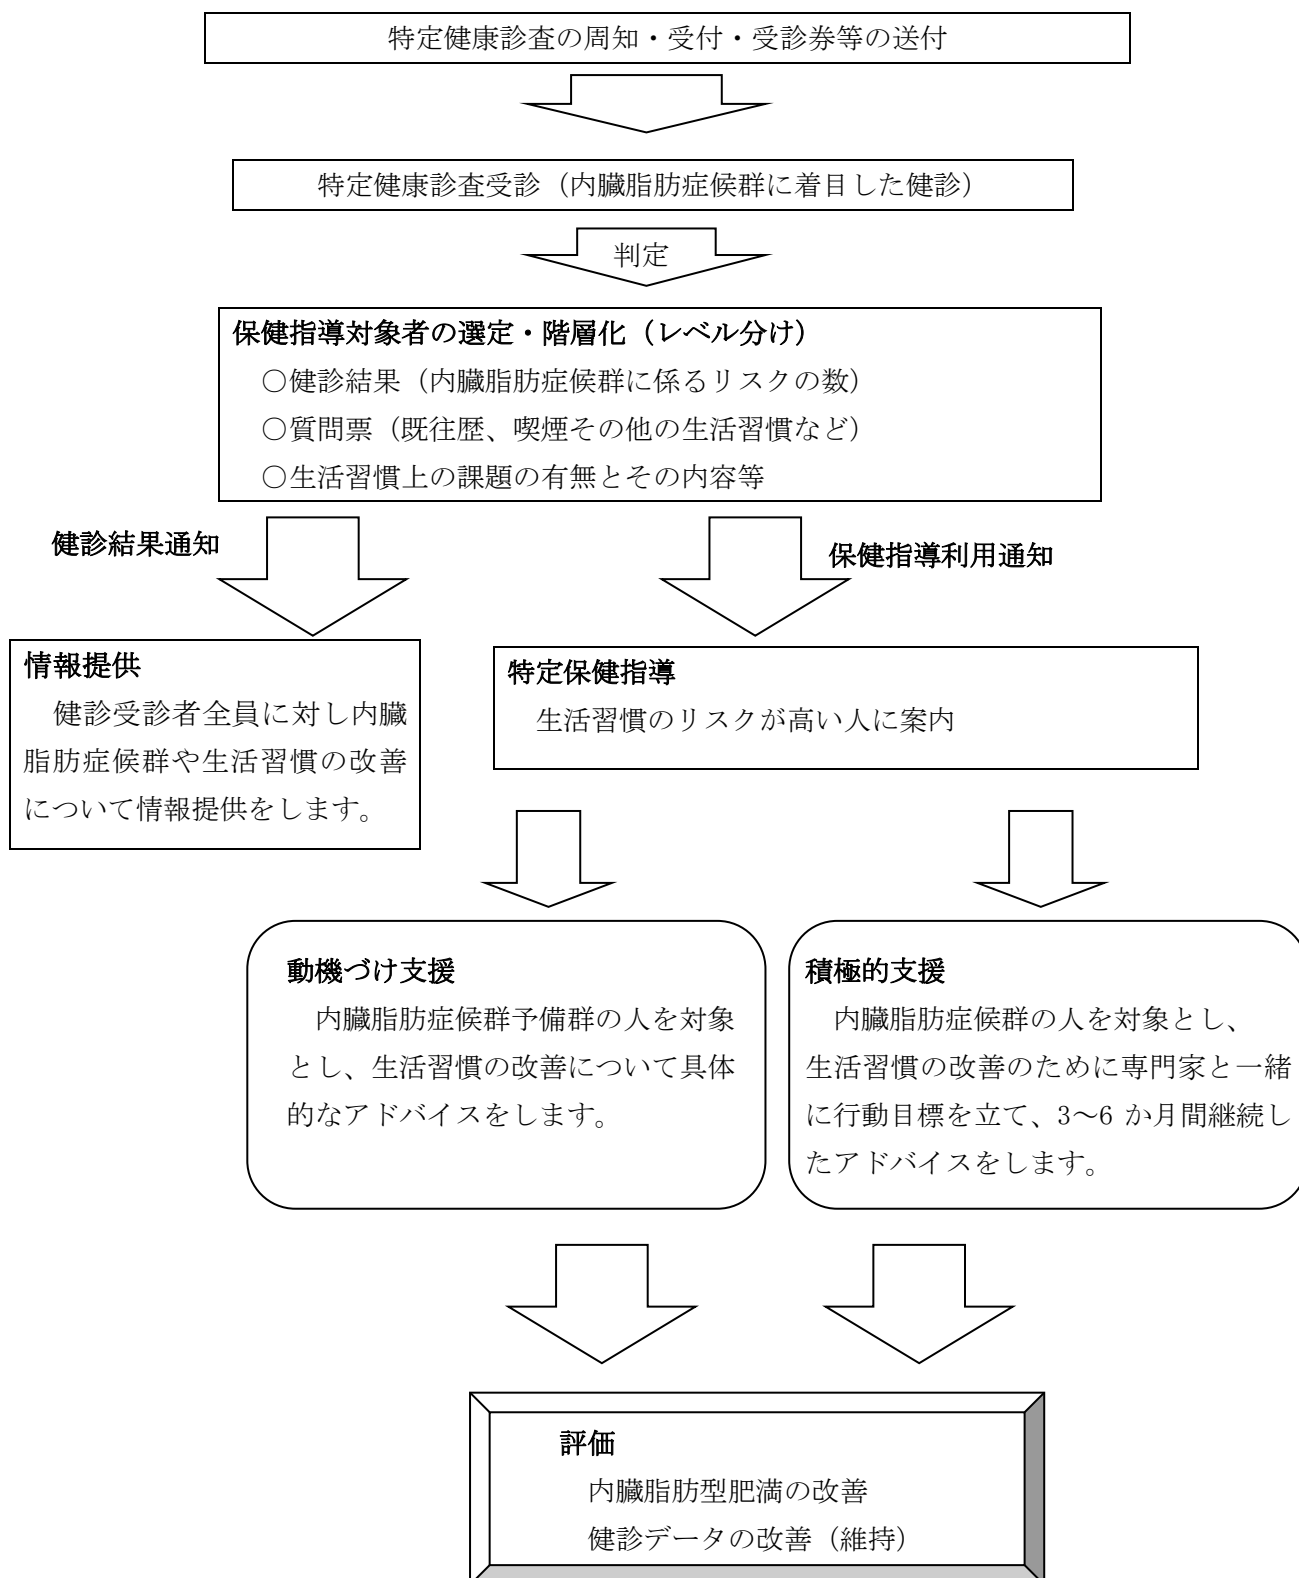 特定健康診査の周知・受付・受診券等の送付
特定健康診査受診（内臓脂肪症候群に着目した健診）
判定
保健指導対象者の選定・階層化（レベル分け）
○健診結果（内臓脂肪症候群に係るリスクの数）
○質問票（既往歴、喫煙その他の生活習慣など）
○生活習慣上の課題の有無とその内容等
健診結果通知
保健指導利用通知
情報提供
健診受診者全員に対し内臓
脂肪症候群や生活習慣の改善
について情報提供をします。
特定保健指導
生活習慣のリスクが高い人に案内
動機づけ支援
内臓脂肪症候群予備群の人を対象
とし、生活習慣の改善について具体
的なアドバイスをします。
積極的支援
内臓脂肪症候群の人を対象とし、
生活習慣の改善のために専門家と一緒
に行動目標を立て、3～6 か月間継続し
たアドバイスをします。
評価
内臓脂肪型肥満の改善
健診データの改善（維持）